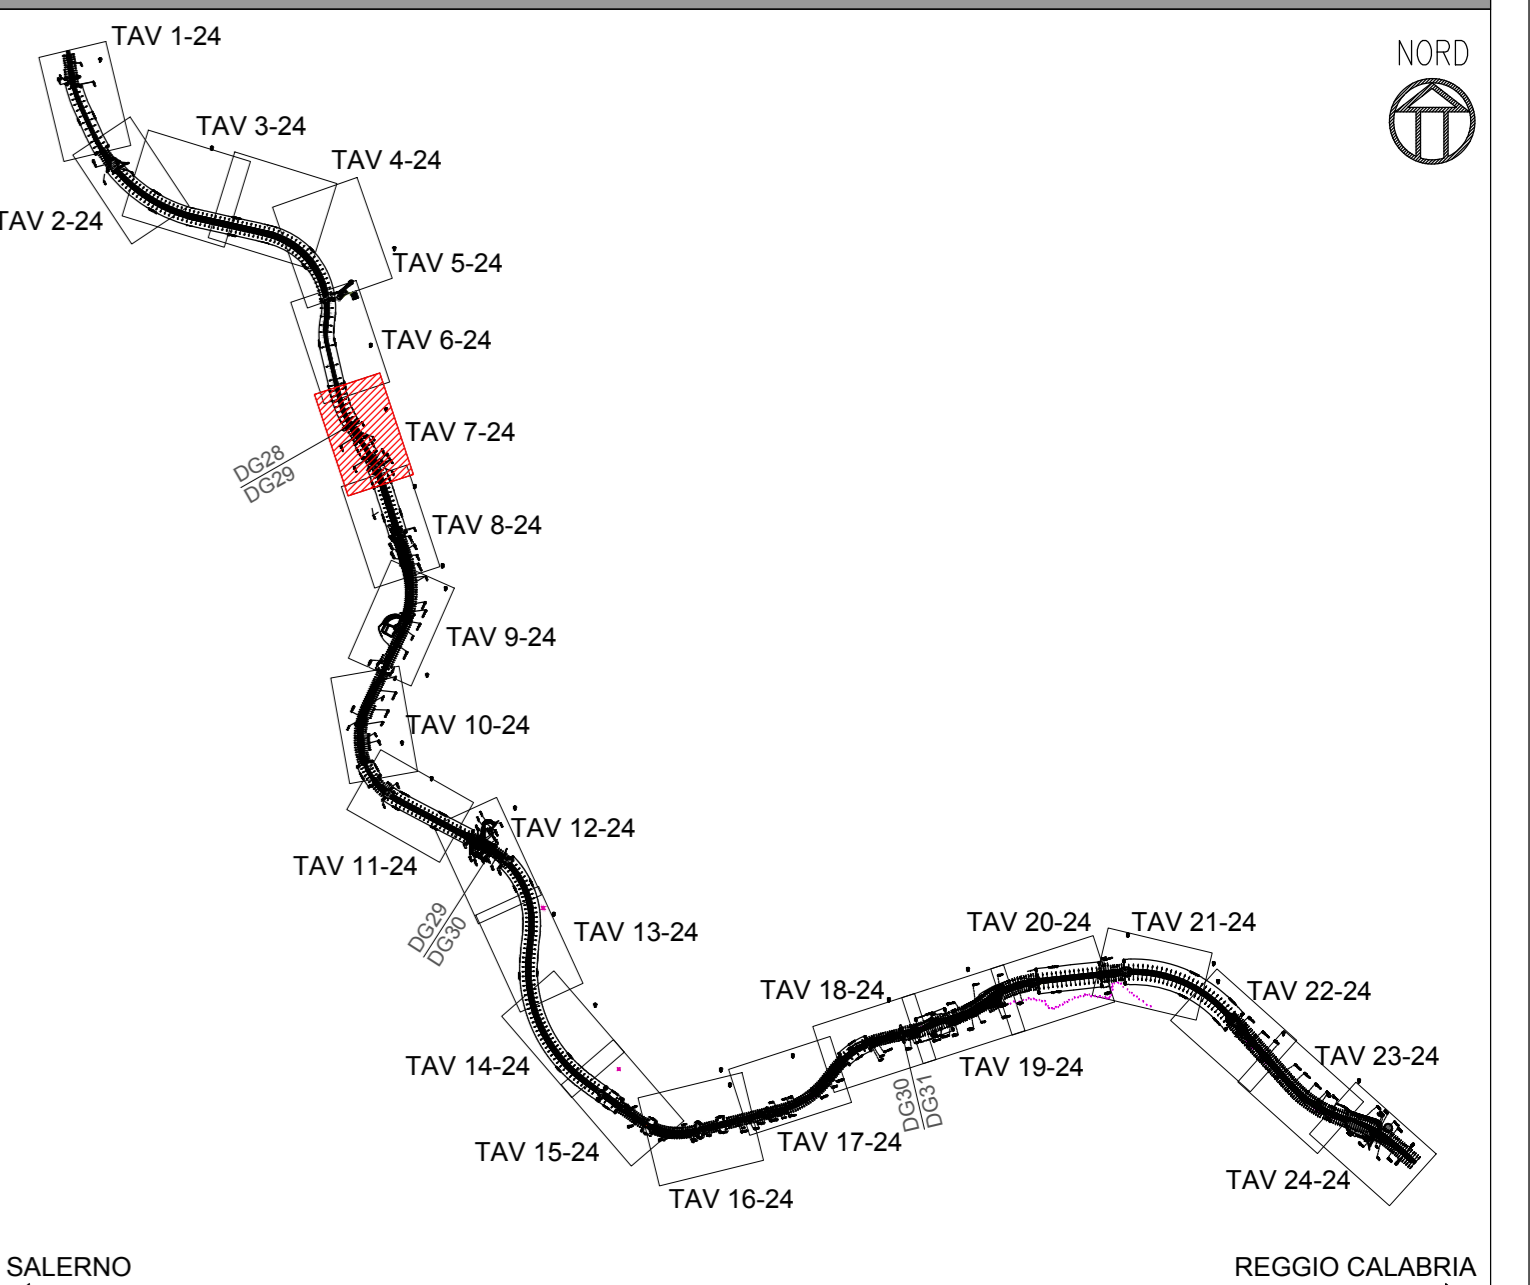 TAV 1-24
NORD
TAV 3-24
TAV 4-24
TAV 2-24
TAV 5-24
TAV 6-24
TAV 7-24
DG28
DG29
TAV 8-24
TAV 9-24
TAV 10-24
TAV 12-24
TAV 11-24
DG29
DG30
TAV 13-24
TAV 20-24
TAV 21-24
TAV 18-24
TAV 22-24
TAV 14-24
TAV 19-24
TAV 23-24
DG30
DG31
TAV 15-24
TAV 17-24
TAV 24-24
TAV 16-24
SALERNO
REGGIO CALABRIA